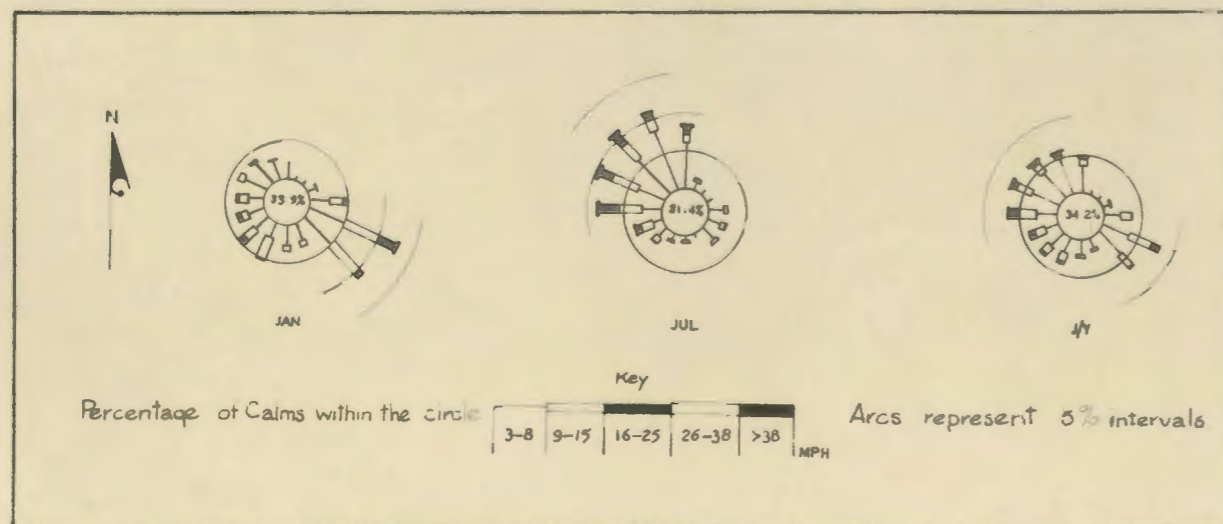 N
33.9%
21.4%
34.2%
JAN
JUL
J/Y
Key
Percentage of Calms within the circle
3-8 9-15 16-25 26-38 >38 MPH
Arcs represent 5% intervals